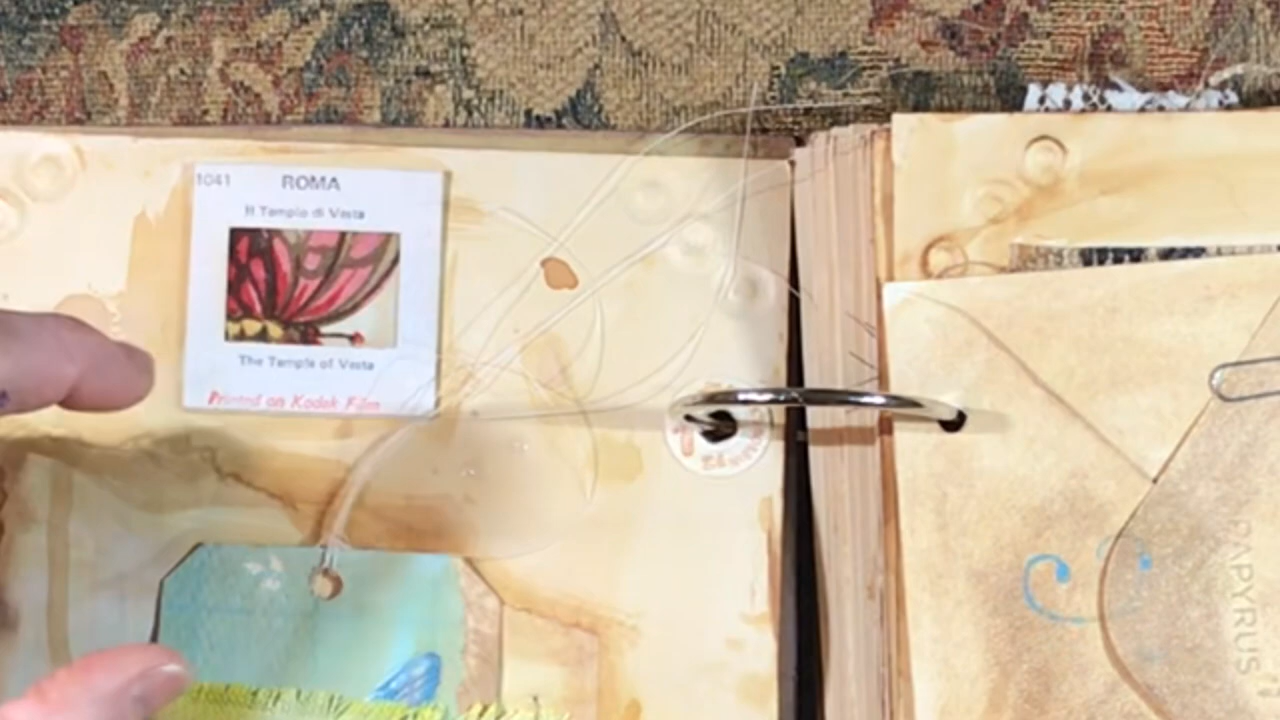 1041 ROMA
Il Tempio di Vesta
The Temple of Vesta
Printed on Kodak Film
PAPYRUS